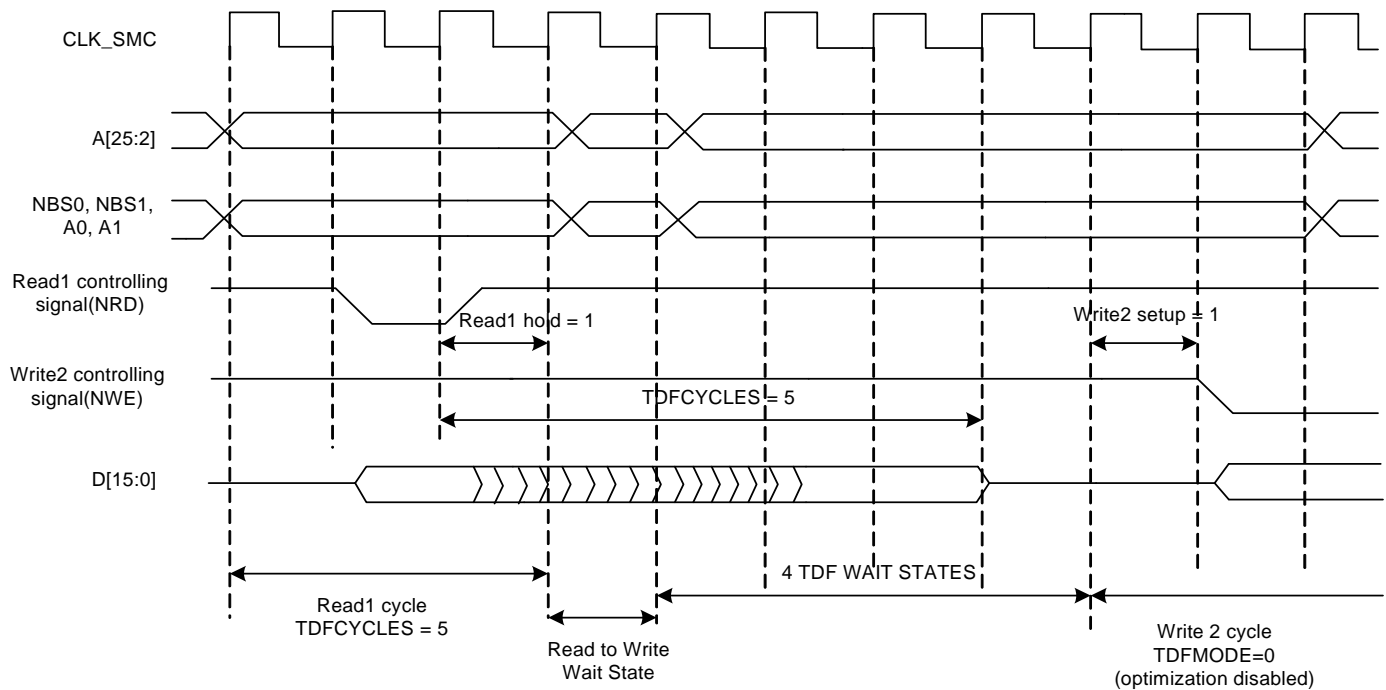 CLK_SMC
A[25:2]
NBS0, NBS1,
A0, A1
Read1 controlling
signal(NRD)
Read1 hold = 1
Write2 setup = 1
Write2 controlling
signal(NWE)
TDFCYCLES = 5
D[15:0]
4 TDF WAIT STATES
Read1 cycle
TDFCYCLES = 5
Read to Write
Wait State
Write 2 cycle
TDFMODE=0
(optimization disabled)